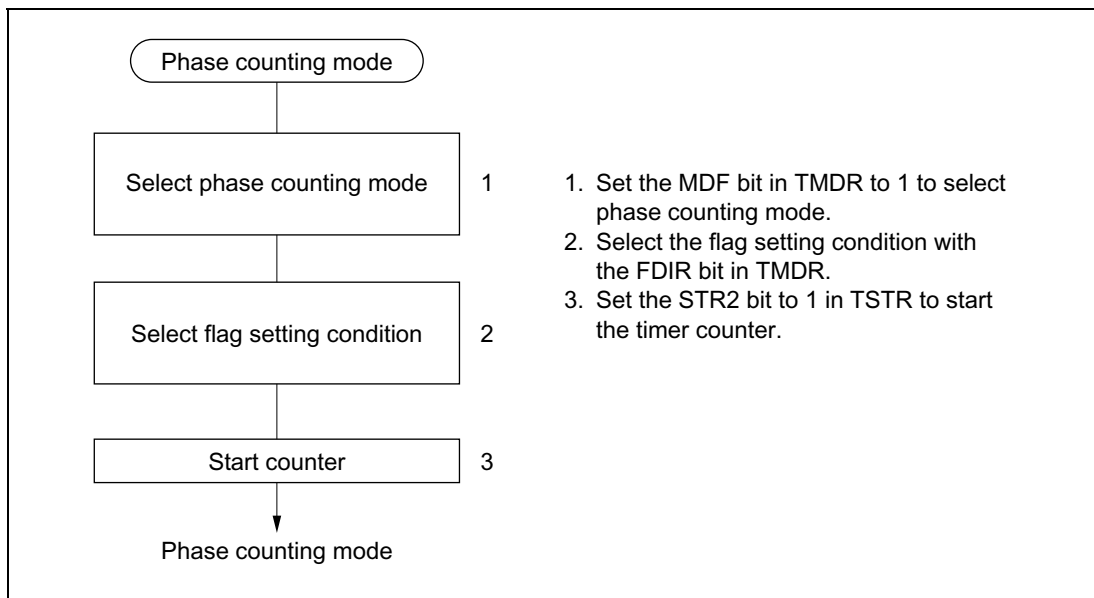 Phase counting mode
Select phase counting mode 1
Select flag setting condition 2
Start counter 3
Phase counting mode
1. Set the MDF bit in TMDR to 1 to select
phase counting mode.
2. Select the flag setting condition with
the FDIR bit in TMDR.
3. Set the STR2 bit to 1 in TSTR to start
the timer counter.